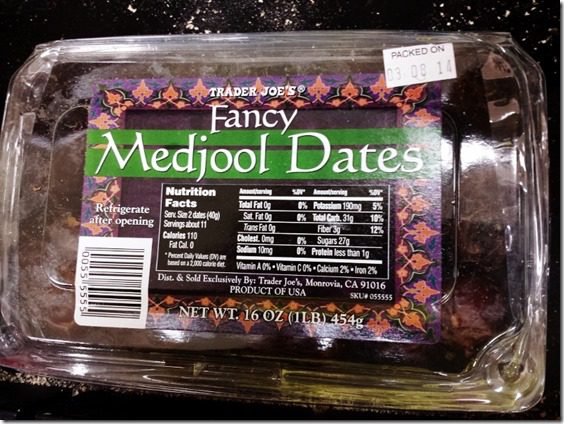 PACKED ON
03 08 14
TRADER JOE'S®
Fancy
Medjool Dates
Refrigerate
after opening
Nutrition
Facts
Serv. Size 2 dates (40g)
Servings about 11
Calories 110
Fat Cal. 0
*Percent Daily Values (DV) are
based on a 2,000 calorie diet.
Amount/serving %DV*
Total Fat 0g 0%
Sat. Fat 0g 0%
Trans Fat 0g
Cholest. 0mg 0%
Sodium 10mg 0%
Amount/serving %DV*
Potassium 190mg 5%
Total Carb. 31g 10%
Fiber 3g 12%
Sugars 27g
Protein less than 1g
Vitamin A 0% • Vitamin C 0% • Calcium 2% • Iron 2%
Dist. & Sold Exclusively By: Trader Joe's, Monrovia, CA 91016
PRODUCT OF USA
SKU# 055555
NET WT. 16 OZ (1LB) 454g
0055 5555